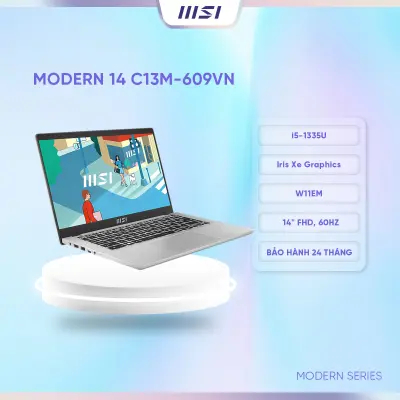 msi
MODERN 14 C13M-609VN
i5-1335U
iris Xe Graphics
W11EM
14" FHD, 60HZ
BẢO HÀNH 24 THÁNG
msi
msi
MODERN SERIES